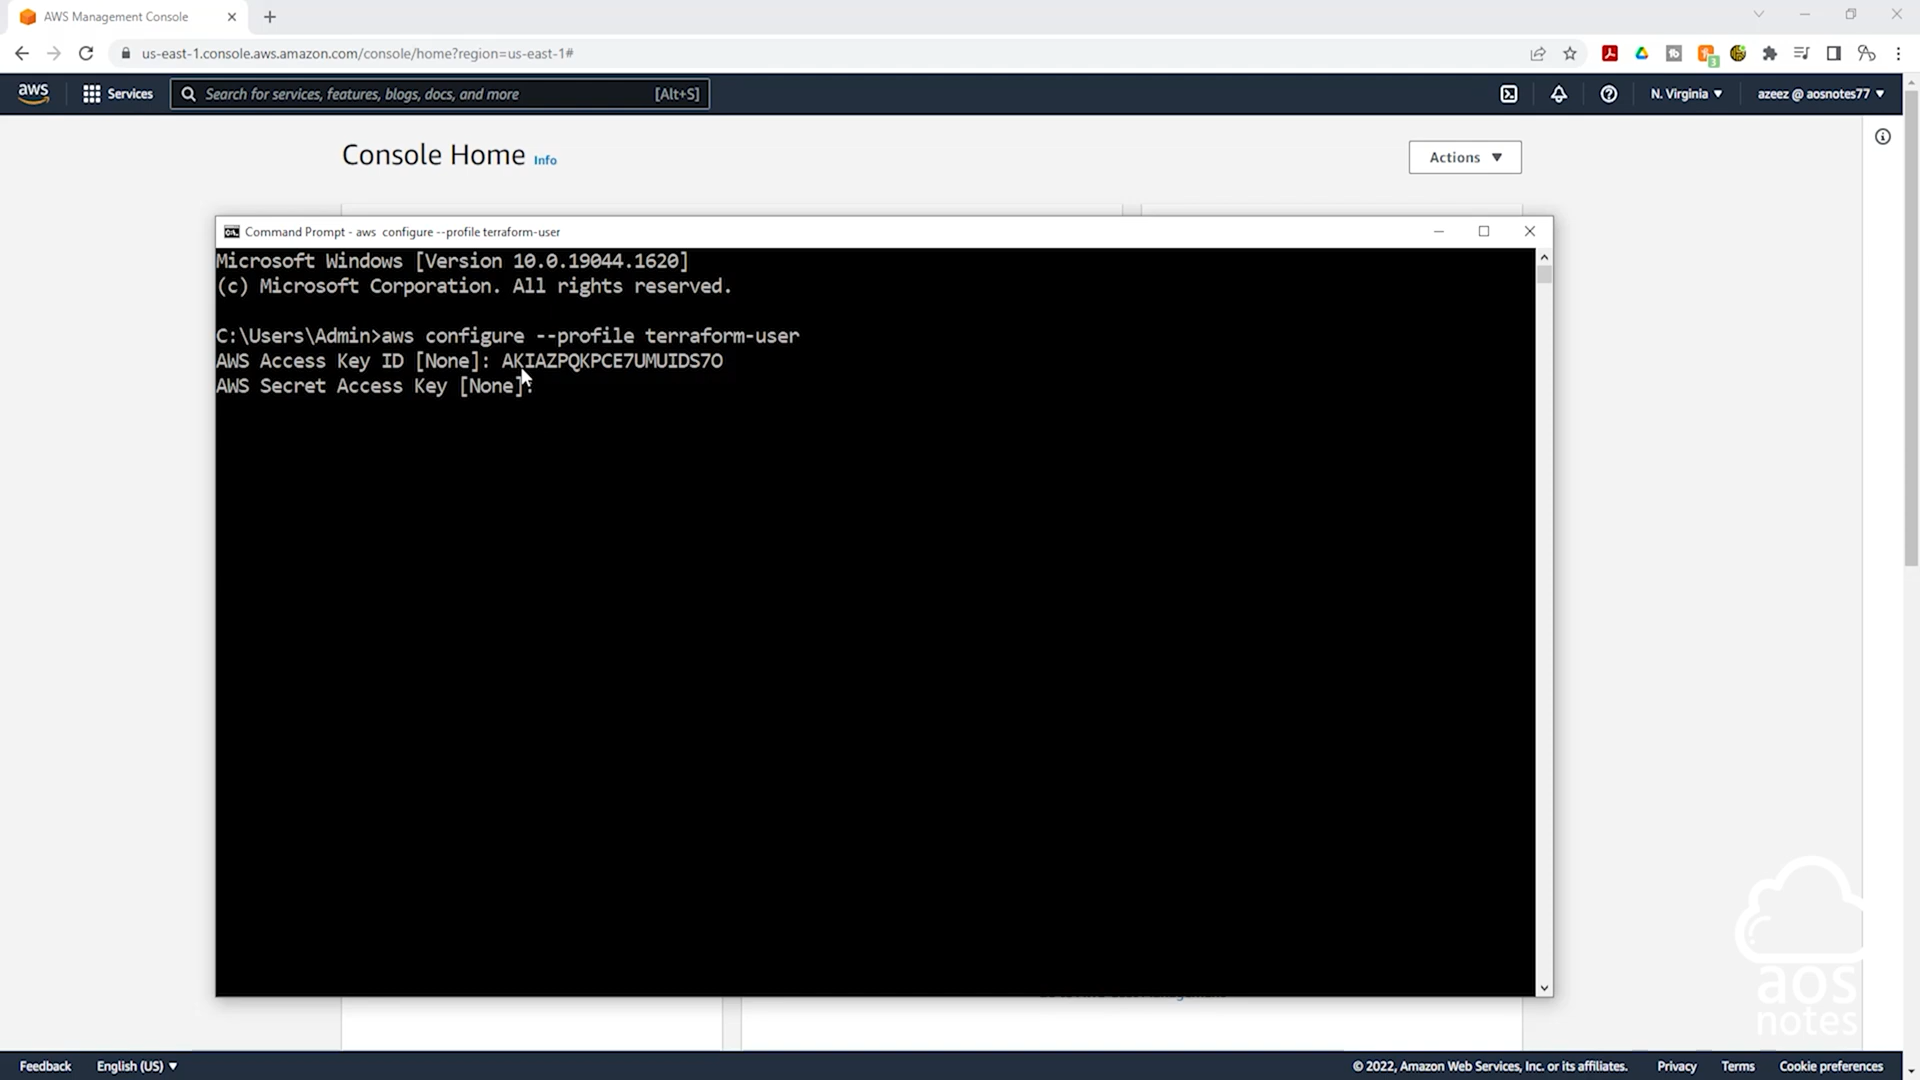 AWS Management Console
us-east-1.console.aws.amazon.com/console/home?region=us-east-1#
3
aws
Services
Search for services, features, blogs, docs, and more
[Alt+S]
N. Virginia
azeez @ aosnotes77
Console Home Info
Actions
Command Prompt - aws configure --profile terraform-user
Microsoft Windows [Version 10.0.19044.1620]
(c) Microsoft Corporation. All rights reserved.
C:\Users\Admin>aws configure --profile terraform-user
AWS Access Key ID [None]: AKIAZPQKPCE7UMUIDS7O
AWS Secret Access Key [None]:
aos
notes
Feedback
English (US)
© 2022, Amazon Web Services, Inc. or its affiliates.
Privacy
Terms
Cookie preferences